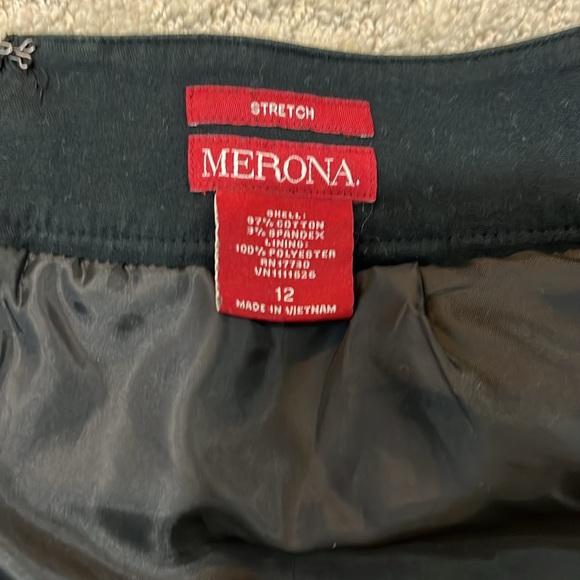 STRETCH
MERONA.
SHELL:
97% COTTON
3% SPANDEX
LINING:
100% POLYESTER
RN17730
VN1111626
12
MADE IN VIETNAM